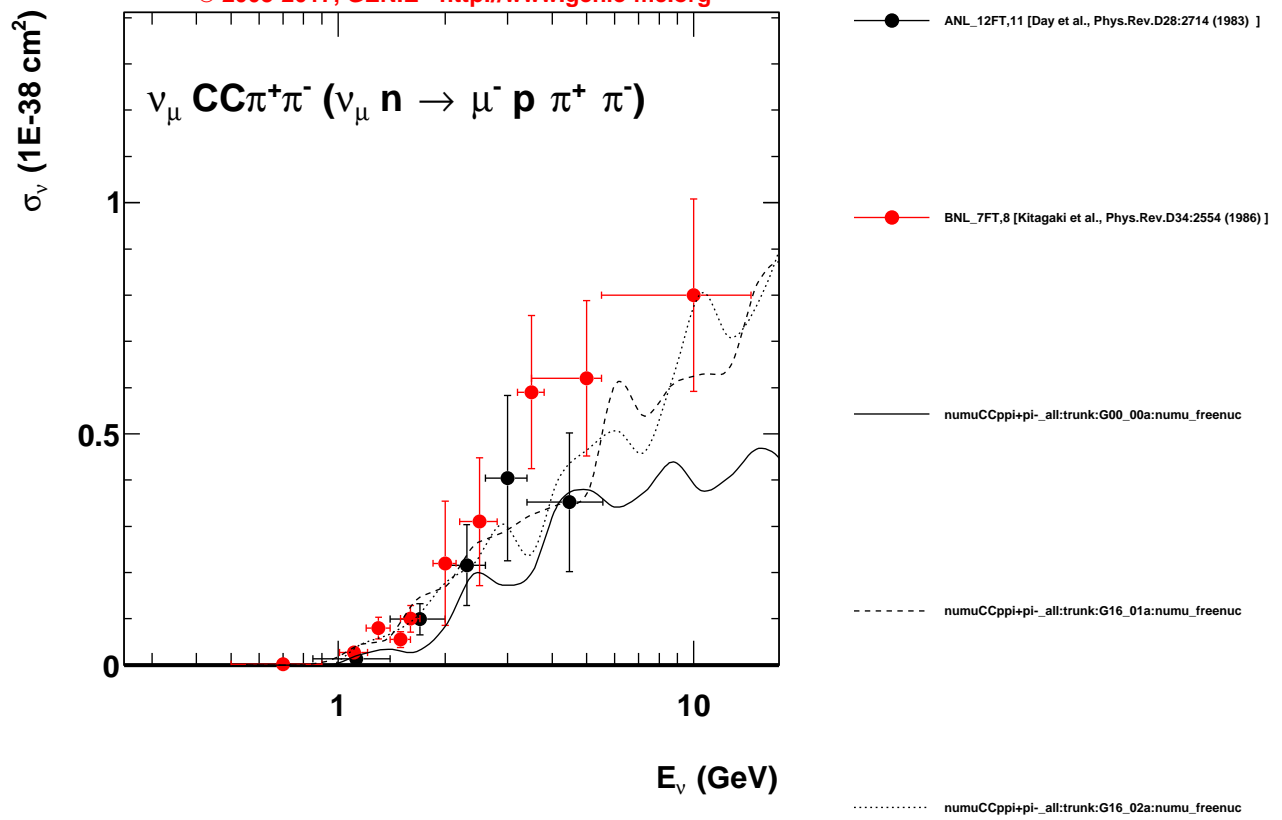 ANL_12FT,11 [Day et al., Phys.Rev.D28:2714 (1983) ]
σν (1E-38 cm²)
νμ CCπ⁺π⁻ (νμ n → μ⁻ p π⁺ π⁻)
1
BNL_7FT,8 [Kitagaki et al., Phys.Rev.D34:2554 (1986) ]
0.5
numuCCppi+pi-_all:trunk:G00_00a:numu_freenuc
numuCCppi+pi-_all:trunk:G16_01a:numu_freenuc
0
1 10
Eν (GeV)
numuCCppi+pi-_all:trunk:G16_02a:numu_freenuc